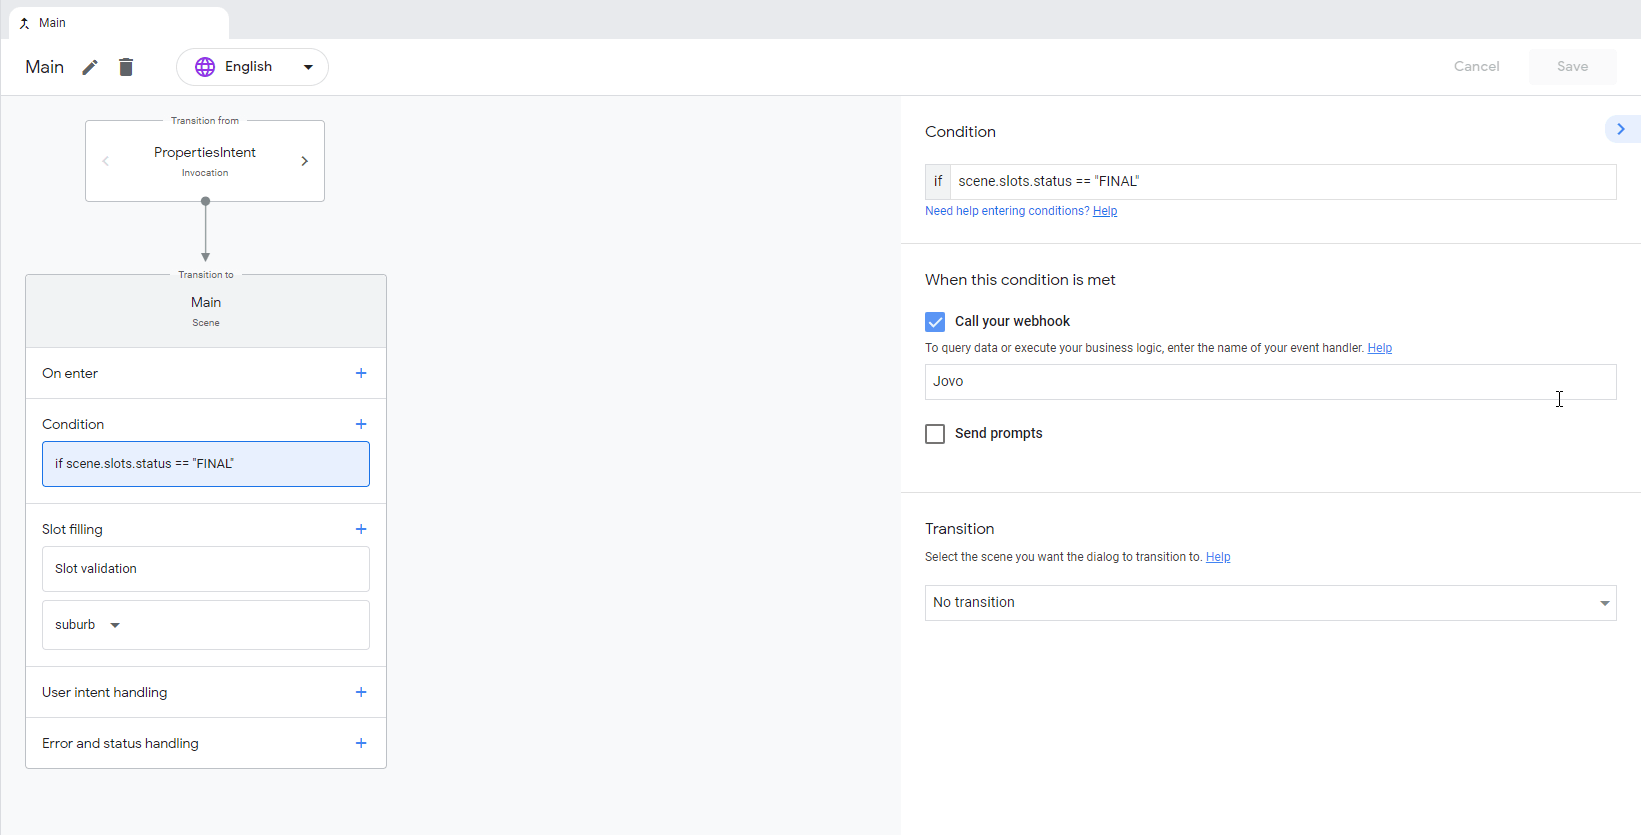 Main
Main
English
Cancel
Save
Transition from
PropertiesIntent
Invocation
Transition to
Main
Scene
On enter
Condition
if scene.slots.status == "FINAL"
Slot filling
Slot validation
suburb
User intent handling
Error and status handling
Condition
if scene.slots.status == "FINAL"
Need help entering conditions? Help
When this condition is met
Call your webhook
To query data or execute your business logic, enter the name of your event handler. Help
Jovo
Send prompts
Transition
Select the scene you want the dialog to transition to. Help
No transition